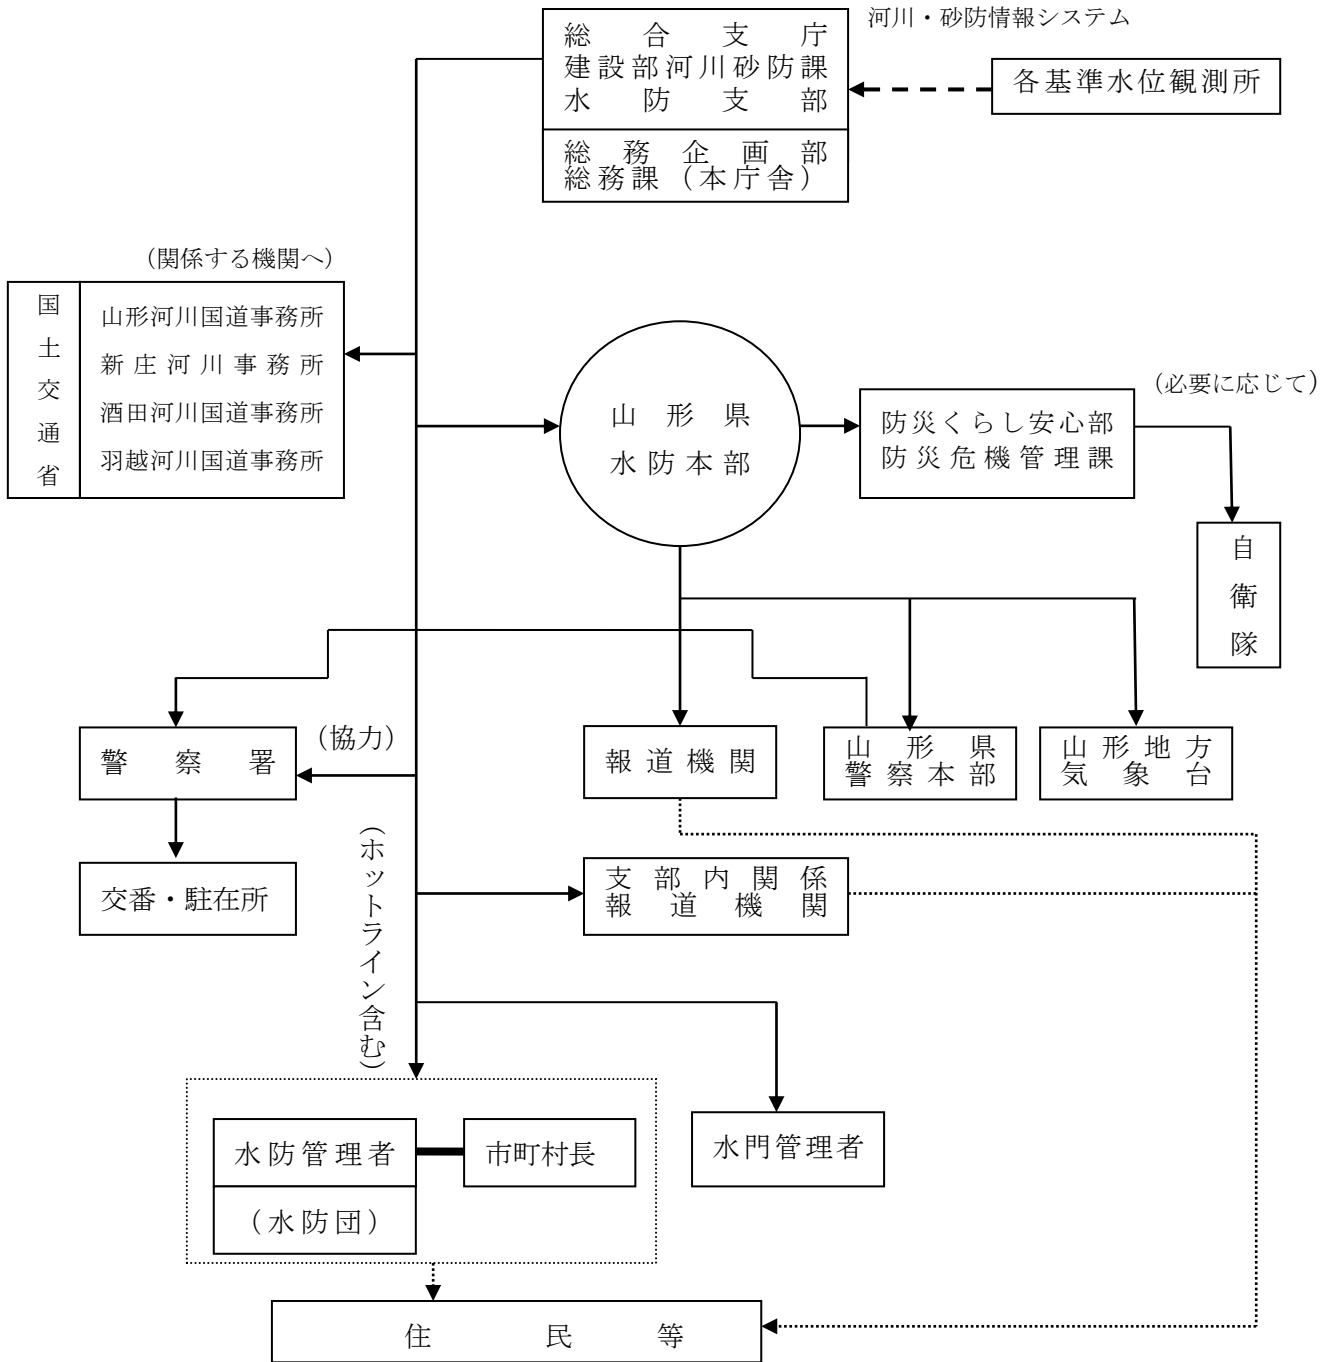 河川・砂防情報システム
総合支庁
建設部河川砂防課
水防支部
各基準水位観測所
総務企画部
総務課（本庁舎）
（関係する機関へ）
国土交通省
山形河川国道事務所
新庄河川事務所
酒田河川国道事務所
羽越河川国道事務所
山形県
水防本部
防災くらし安心部
防災危機管理課
（必要に応じて）
自衛隊
警察署
（協力）
報道機関
山形県
警察本部
山形地方
気象台
交番・駐在所
（ホットライン含む）
支部内関係
報道機関
水防管理者
市町村長
（水防団）
水門管理者
住民等